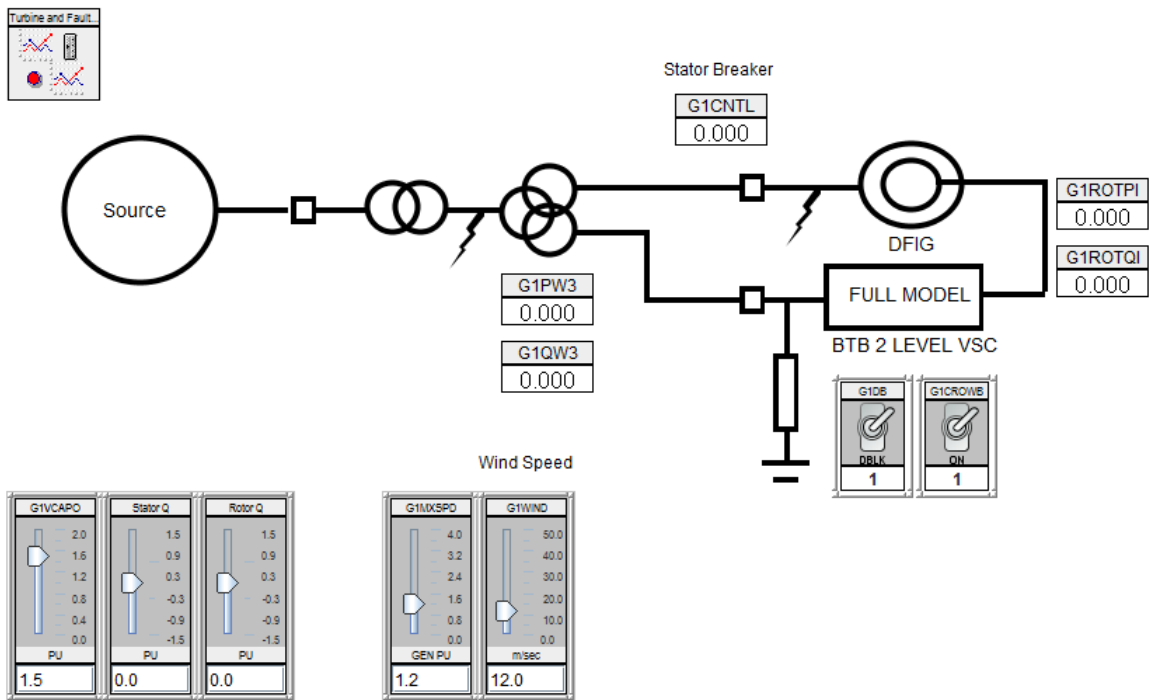 Turbine and Fault...
Stator Breaker
G1CNTL
0.000
Source
DFIG
G1ROTPI
0.000
G1ROTQI
0.000
G1PW3
0.000
G1QW3
0.000
FULL MODEL
BTB 2 LEVEL VSC
G1DB
DBLK
1
G1CROWB
ON
1
Wind Speed
G1VCAPO
2.0
1.6
1.2
0.8
0.4
0.0
PU
1.5
Stator Q
1.5
0.9
0.3
-0.3
-0.9
-1.5
PU
0.0
Rotor Q
1.5
0.9
0.3
-0.3
-0.9
-1.5
PU
0.0
G1MXSPD
4.0
3.2
2.4
1.6
0.8
0.0
GEN PU
1.2
G1WIND
50.0
40.0
30.0
20.0
10.0
0.0
m/sec
12.0